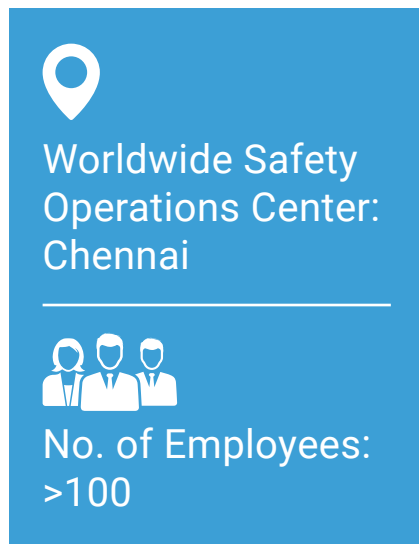 Worldwide Safety
Operations Center:
Chennai
No. of Employees:
>100